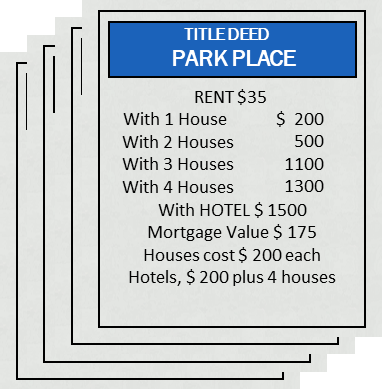 TITLE DEED
PARK PLACE
RENT $35
With 1 House $ 200
With 2 Houses 500
With 3 Houses 1100
With 4 Houses 1300
With HOTEL $ 1500
Mortgage Value $ 175
Houses cost $ 200 each
Hotels, $ 200 plus 4 houses